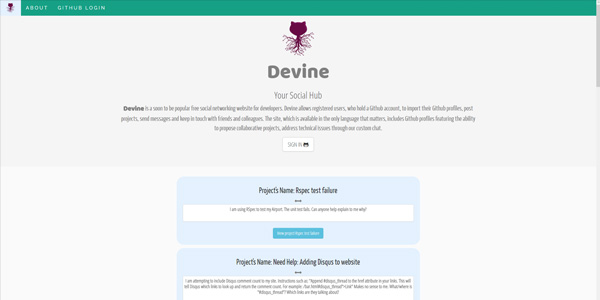 ABOUT GITHUB LOGIN
Devine
Your Social Hub
Devine is a soon to be popular free social networking website for developers. Devine allows registered users, who hold a Github account, to import their Github profiles, post
projects, send messages and keep in touch with friends and colleagues. The site, which is available in the only language that matters, includes Github profiles featuring the ability
to propose collaborative projects, address technical issues through our custom chat.
SIGN IN
Project's Name: Rspec test failure
I am using RSpec to test my Airport. The unit test fails. Can anyone help explain to me why?
View project Rspec test failure
Project's Name: Need Help: Adding Disqus to website
I am attempting to include Disqus comment count to my site. Instructions such as: "Append #disqus_thread to the href attribute in your links. This will
tell Disqus which links to look up and return the comment count. For example: Makes no sense to me. What/Where is
"#disqus_thread"? Which links are they talking about?